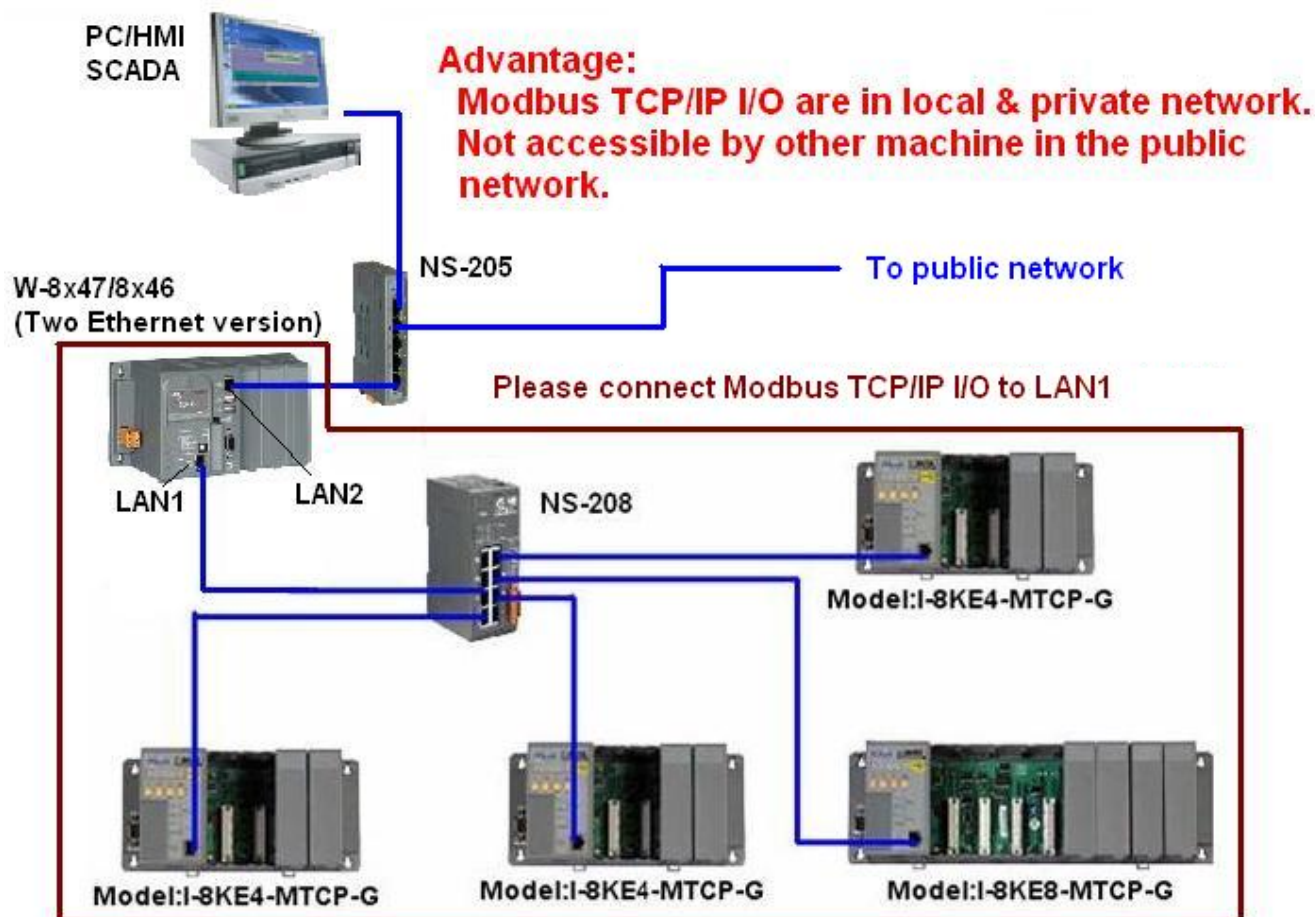 PC/HMI
SCADA
Advantage:
Modbus TCP/IP I/O are in local & private network.
Not accessible by other machine in the public
network.
NS-205
To public network
W-8x47/8x46
(Two Ethernet version)
Please connect Modbus TCP/IP I/O to LAN1
LAN1
LAN2
NS-208
Model:I-8KE4-MTCP-G
Model:I-8KE4-MTCP-G
Model:I-8KE4-MTCP-G
Model:I-8KE8-MTCP-G